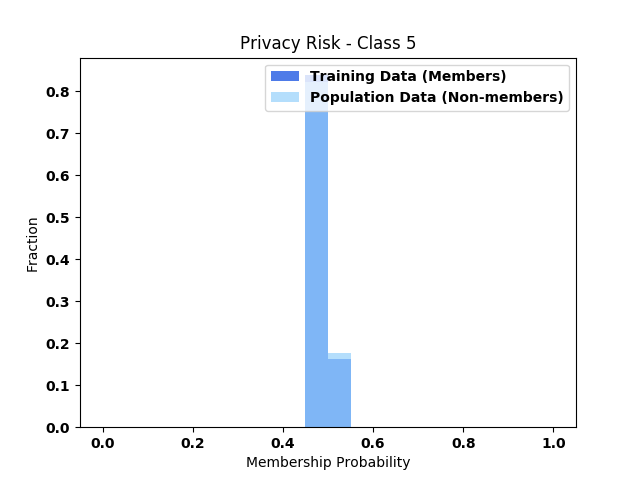 Privacy Risk - Class 5
Training Data (Members)
Population Data (Non-members)
Fraction
0.8
0.7
0.6
0.5
0.4
0.3
0.2
0.1
0.0
0.0 0.2 0.4 0.6 0.8 1.0
Membership Probability